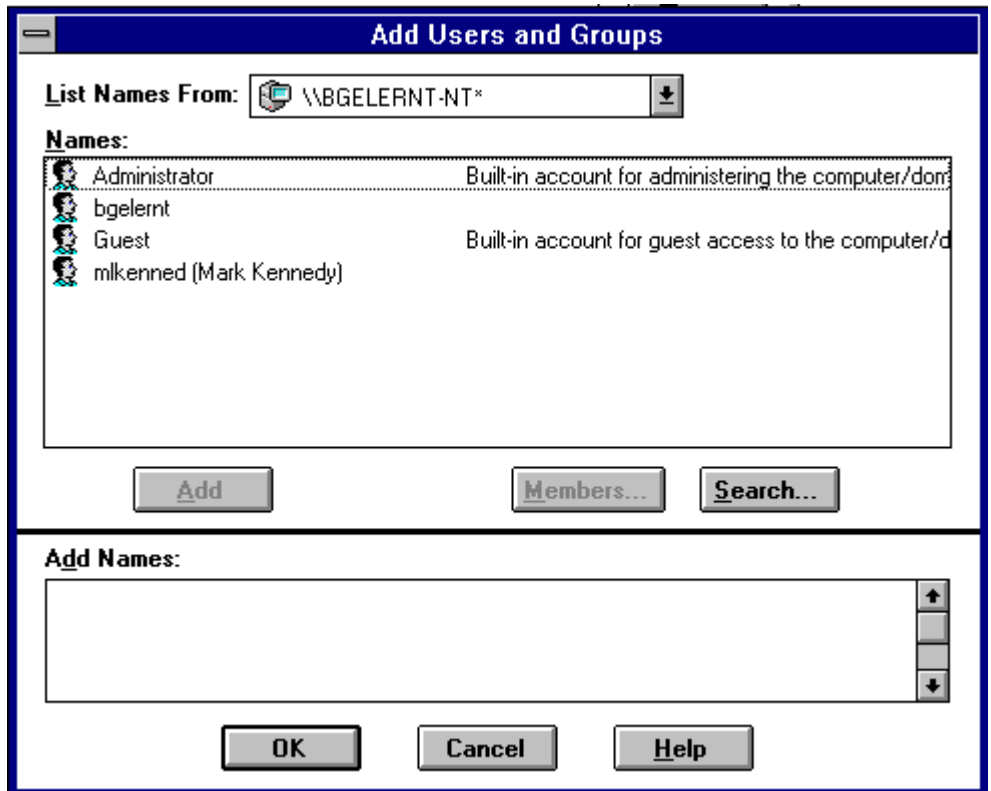 Add Users and Groups
List Names From: \\BGELERNT-NT*
Names:
Administrator Built-in account for administering the computer/dom
bgelernt
Guest Built-in account for guest access to the computer/d
mlkenned (Mark Kennedy)
Add Members... Search...
Add Names:
OK Cancel Help